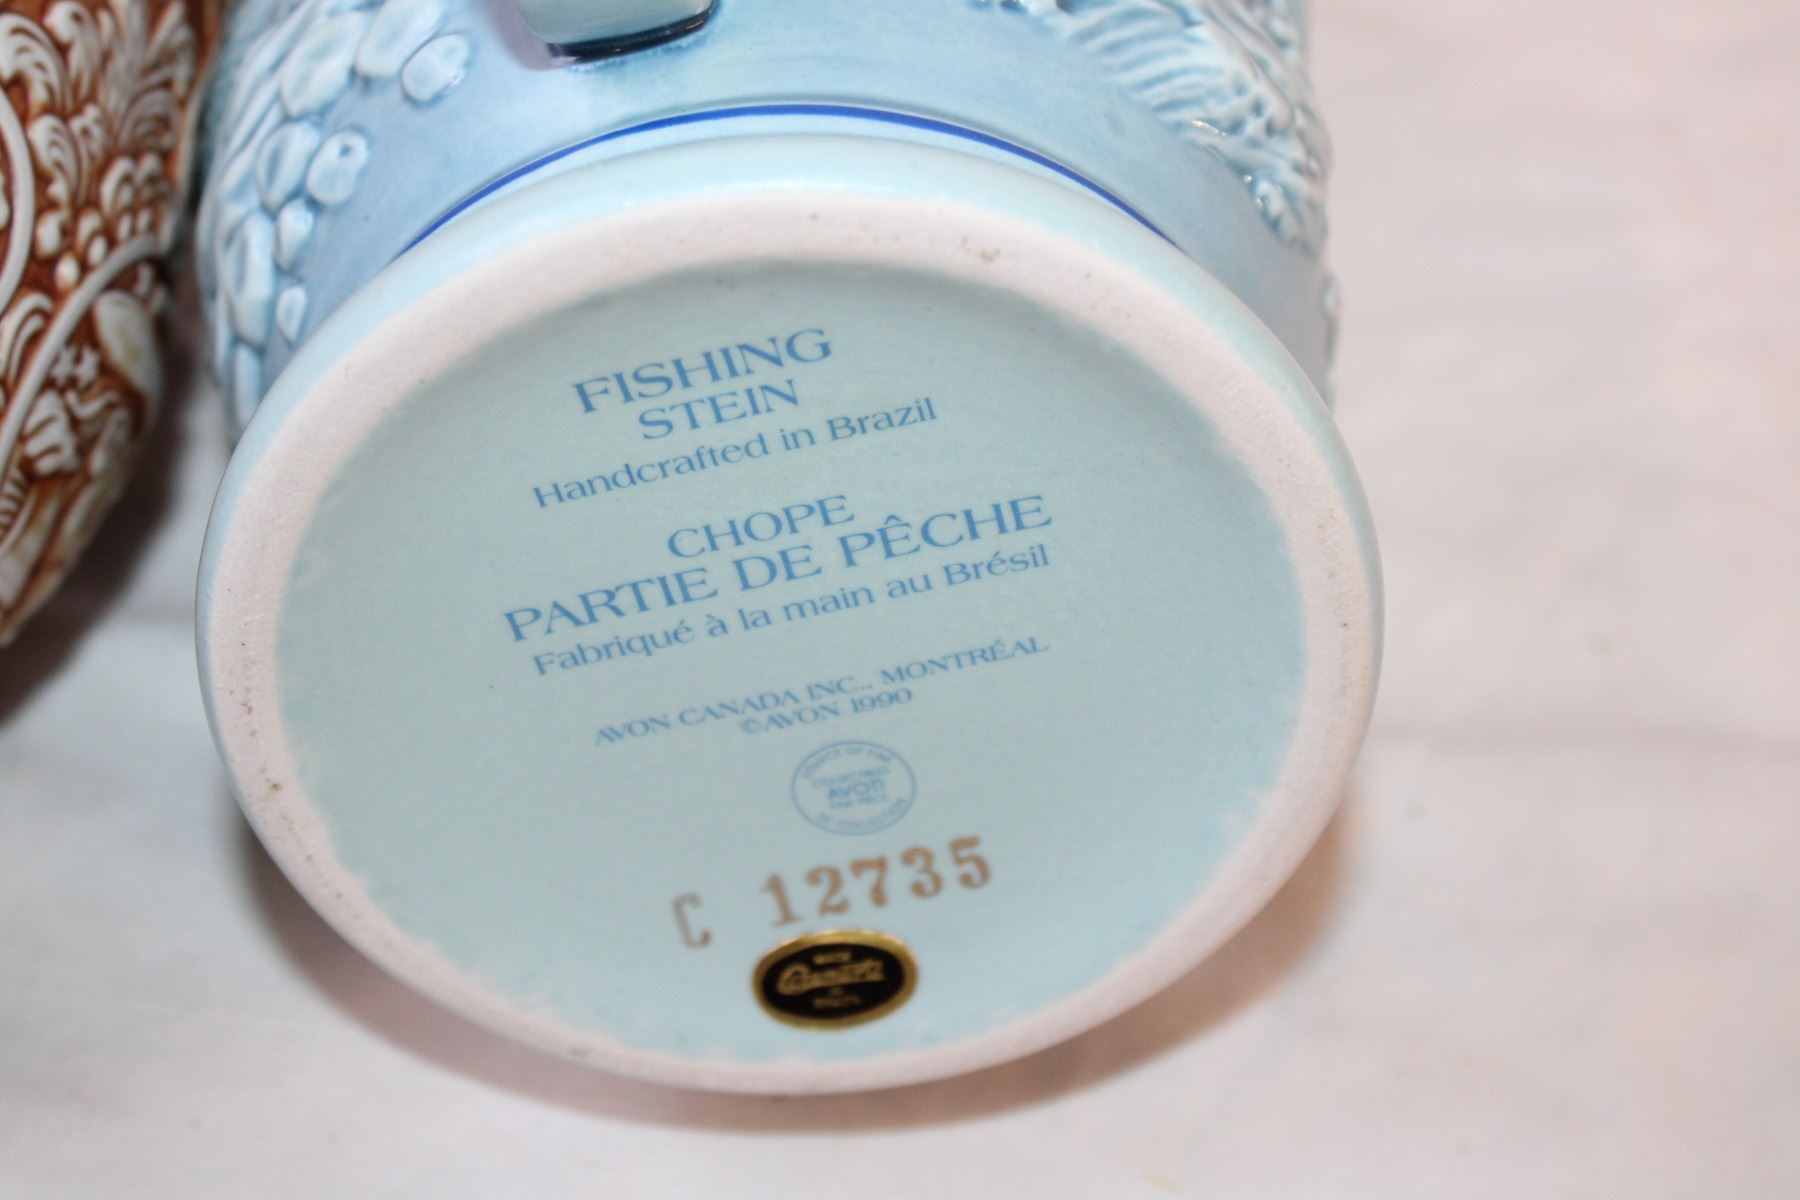 FISHING
STEIN
Handcrafted in Brazil
CHOPE
PARTIE DE PÊCHE
Fabriqué à la main au Brésil
AVON CANADA INC., MONTRÉAL
©AVON 1990
AVON
C 12735